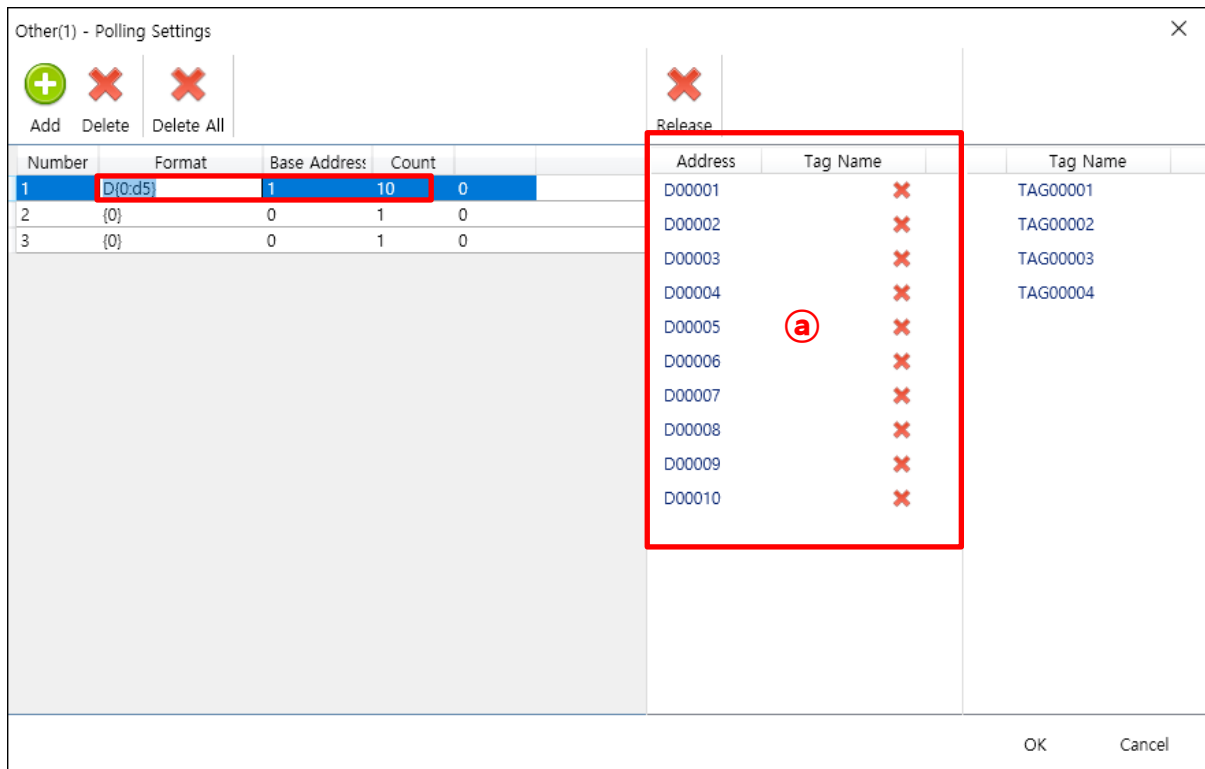 Other(1) - Polling Settings
Add Delete Delete All Release
Number Format Base Address Count Address Tag Name Tag Name
1 D{0:d5} 1 10 0 D00001 TAG00001
2 {0} 0 1 0 D00002 TAG00002
3 {0} 0 1 0 D00003 TAG00003
D00004 TAG00004
D00005 ⓐ
D00006
D00007
D00008
D00009
D00010
OK Cancel